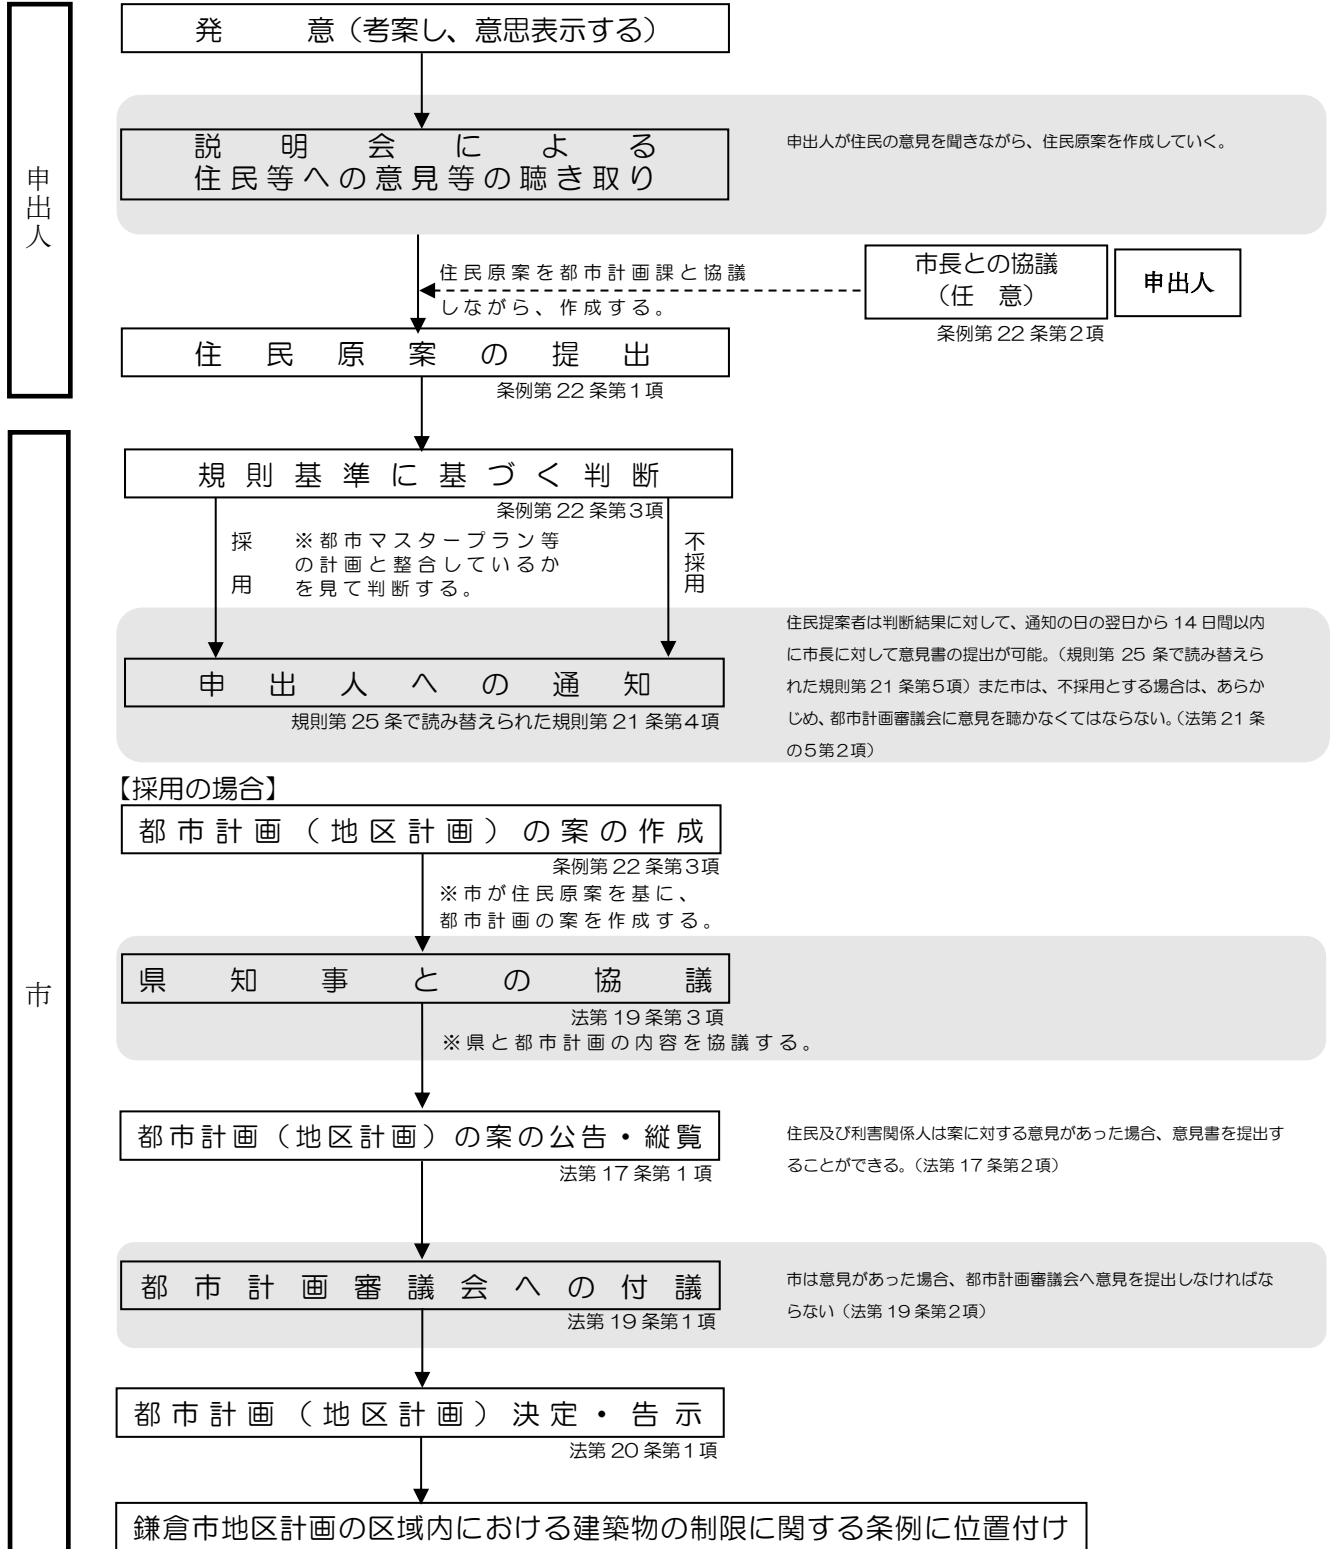 申出人
発　意（考案し、意思表示する）
説明会による
住民等への意見等の聴き取り
申出人が住民の意見を聞きながら、住民原案を作成していく。
住民原案を都市計画課と協議
しながら、作成する。
市長との協議
（任　意）
申出人
条例第22条第２項
住民原案の提出
条例第22条第１項
市
規則基準に基づく判断
条例第22条第３項
採用
※都市マスタープラン等
の計画と整合しているか
を見て判断する。
不採用
申出人への通知
規則第25条で読み替えられた規則第21条第４項
住民提案者は判断結果に対して、通知の日の翌日から14日間以内
に市長に対して意見書の提出が可能。（規則第25条で読み替えら
れた規則第21条第５項）また市は、不採用とする場合は、あらか
じめ、都市計画審議会に意見を聴かなくてはならない。（法第21条
の５第２項）
【採用の場合】
都市計画（地区計画）の案の作成
条例第22条第３項
※市が住民原案を基に、
都市計画の案を作成する。
県知事との協議
法第19条第３項
※県と都市計画の内容を協議する。
都市計画（地区計画）の案の公告・縦覧
法第17条第１項
住民及び利害関係人は案に対する意見があった場合、意見書を提出す
ることができる。（法第17条第２項）
都市計画審議会への付議
法第19条第１項
市は意見があった場合、都市計画審議会へ意見を提出しなければな
らない（法第19条第２項）
都市計画（地区計画）決定・告示
法第20条第１項
鎌倉市地区計画の区域内における建築物の制限に関する条例に位置付け